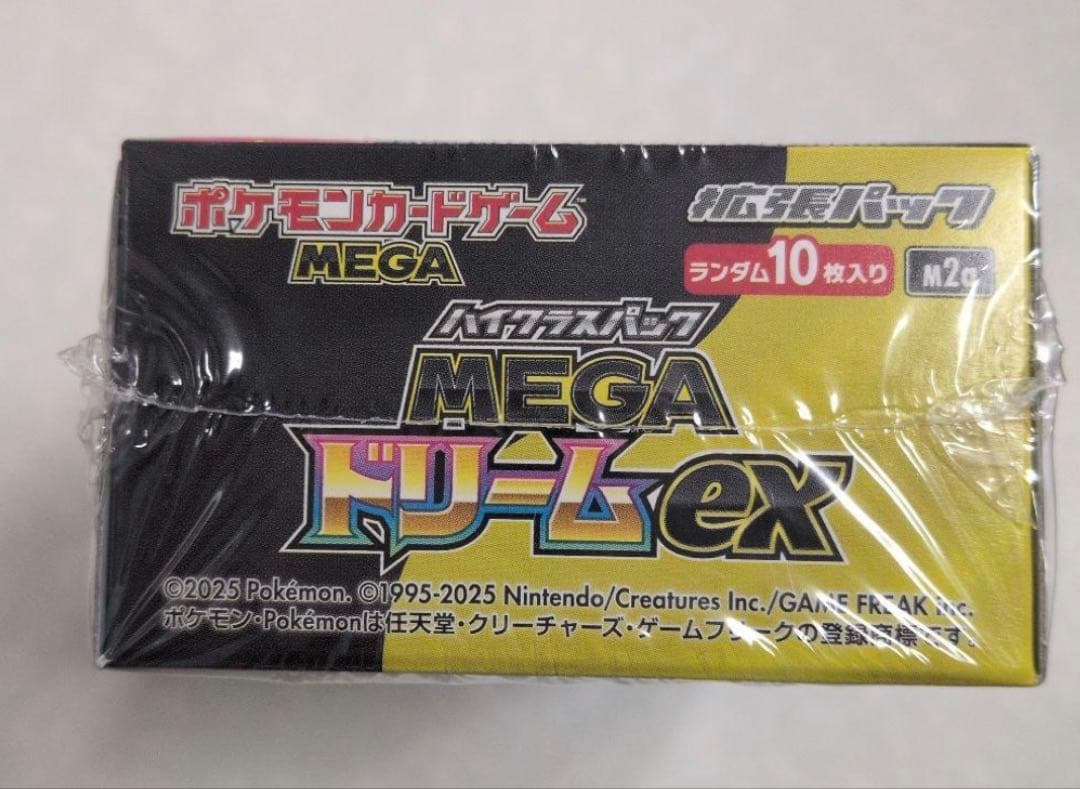 ポケモンカードゲーム™
MEGA
拡張パック
ランダム10枚入り
M2a
ハイクラスパック
MEGA
ドリームex
©2025 Pokémon. ©1995-2025 Nintendo/Creatures Inc./GAME FREAK inc.
ポケモン・Pokémonは任天堂・クリーチャーズ・ゲームフリークの登録商標です。